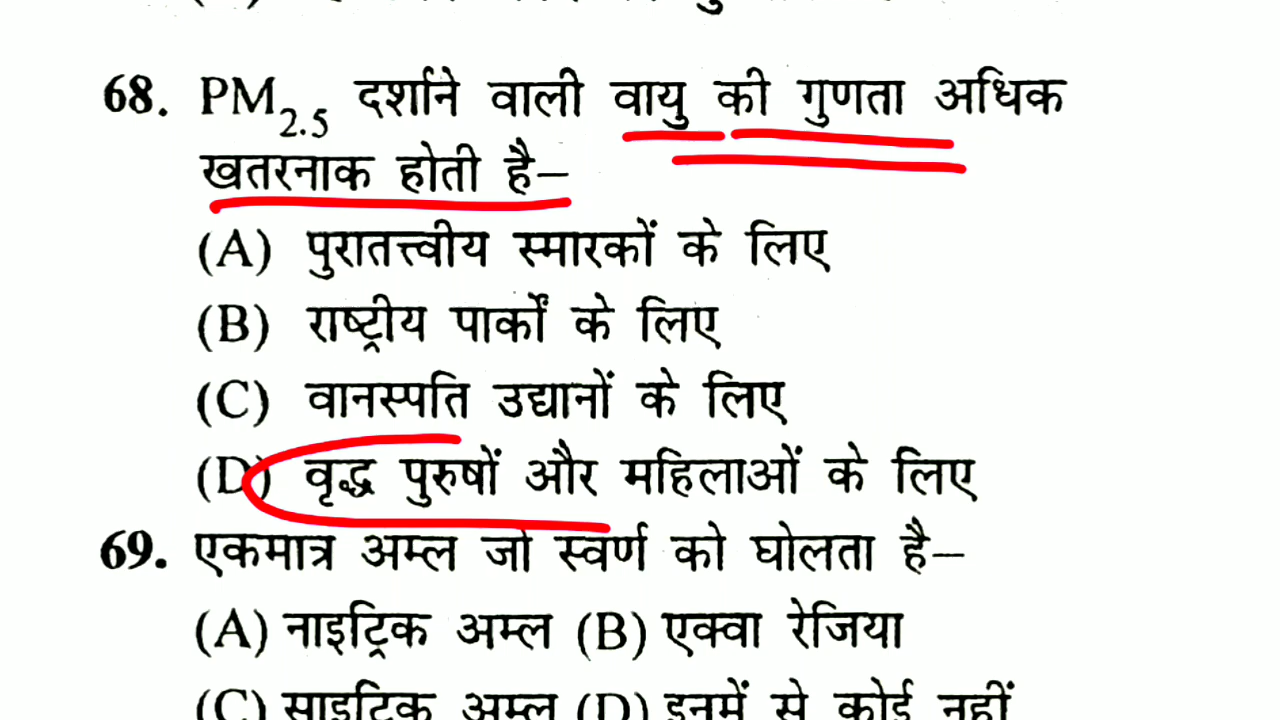 68. PM2.5 दर्शाने वाली वायु की गुणता अधिक
खतरनाक होती है–
(A) पुरातत्त्वीय स्मारकों के लिए
(B) राष्ट्रीय पार्कों के लिए
(C) वानस्पति उद्यानों के लिए
(D) वृद्ध पुरुषों और महिलाओं के लिए
69. एकमात्र अम्ल जो स्वर्ण को घोलता है–
(A) नाइट्रिक अम्ल (B) एक्वा रेजिया
(C) साइट्रिक अम्ल (D) इनमें से कोई नहीं